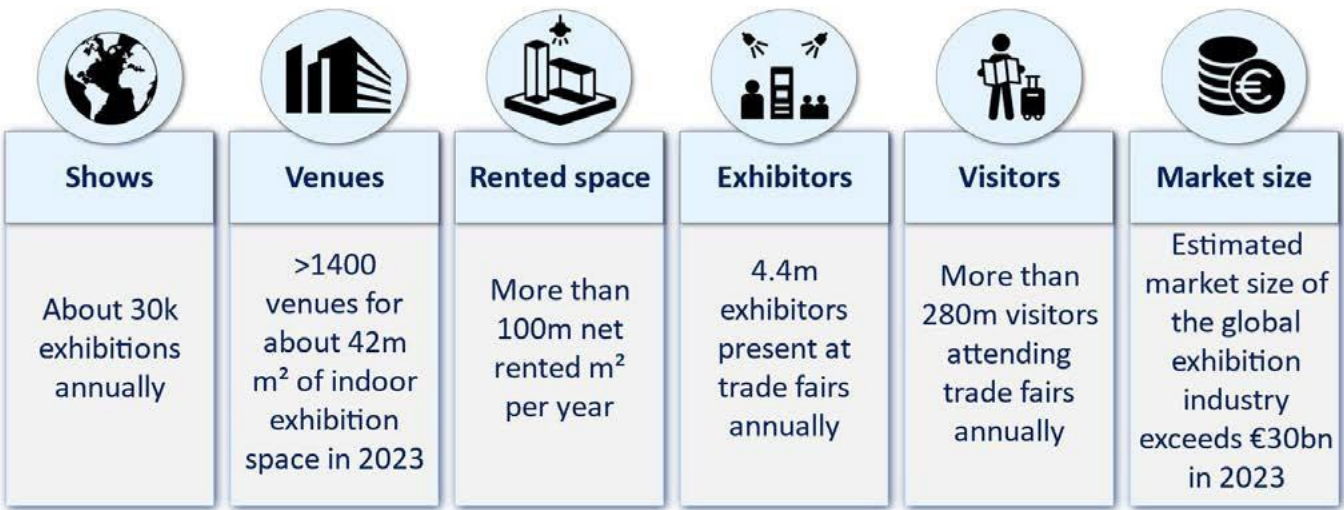 Shows
About 30k
exhibitions
annually
Venues
>1400
venues for
about 42m
m² of indoor
exhibition
space in 2023
Rented space
More than
100m net
rented m²
per year
Exhibitors
4.4m
exhibitors
present at
trade fairs
annually
Visitors
More than
280m visitors
attending
trade fairs
annually
Market size
Estimated
market size of
the global
exhibition
industry
exceeds €30bn
in 2023